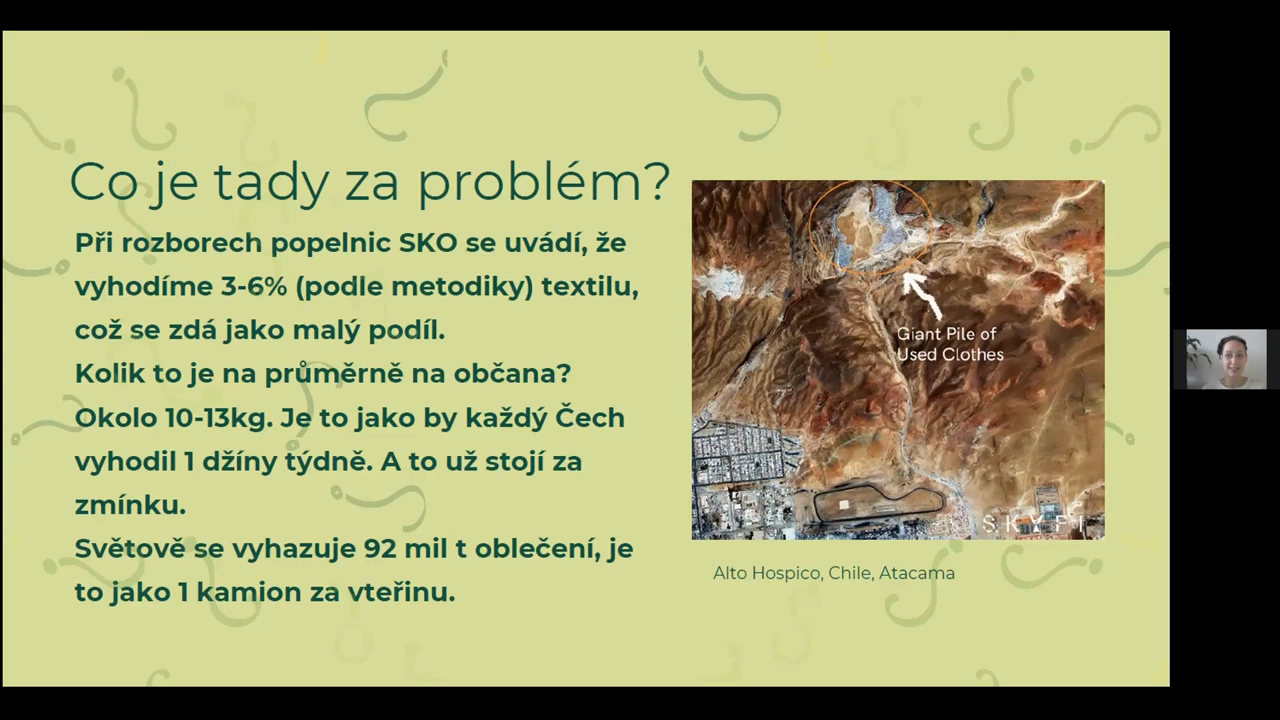 Co je tady za problém?
Při rozborech popelnic SKO se uvádí, že
vyhodíme 3-6% (podle metodiky) textilu,
což se zdá jako malý podíl.
Kolik to je na průměrně na občana?
Okolo 10-13kg. Je to jako by každý Čech
vyhodil 1 džíny týdně. A to už stojí za
zmínku.
Světově se vyhazuje 92 mil t oblečení, je
to jako 1 kamion za vteřinu.
Giant Pile of
Used Clothes
SKYFI
Alto Hospico, Chile, Atacama